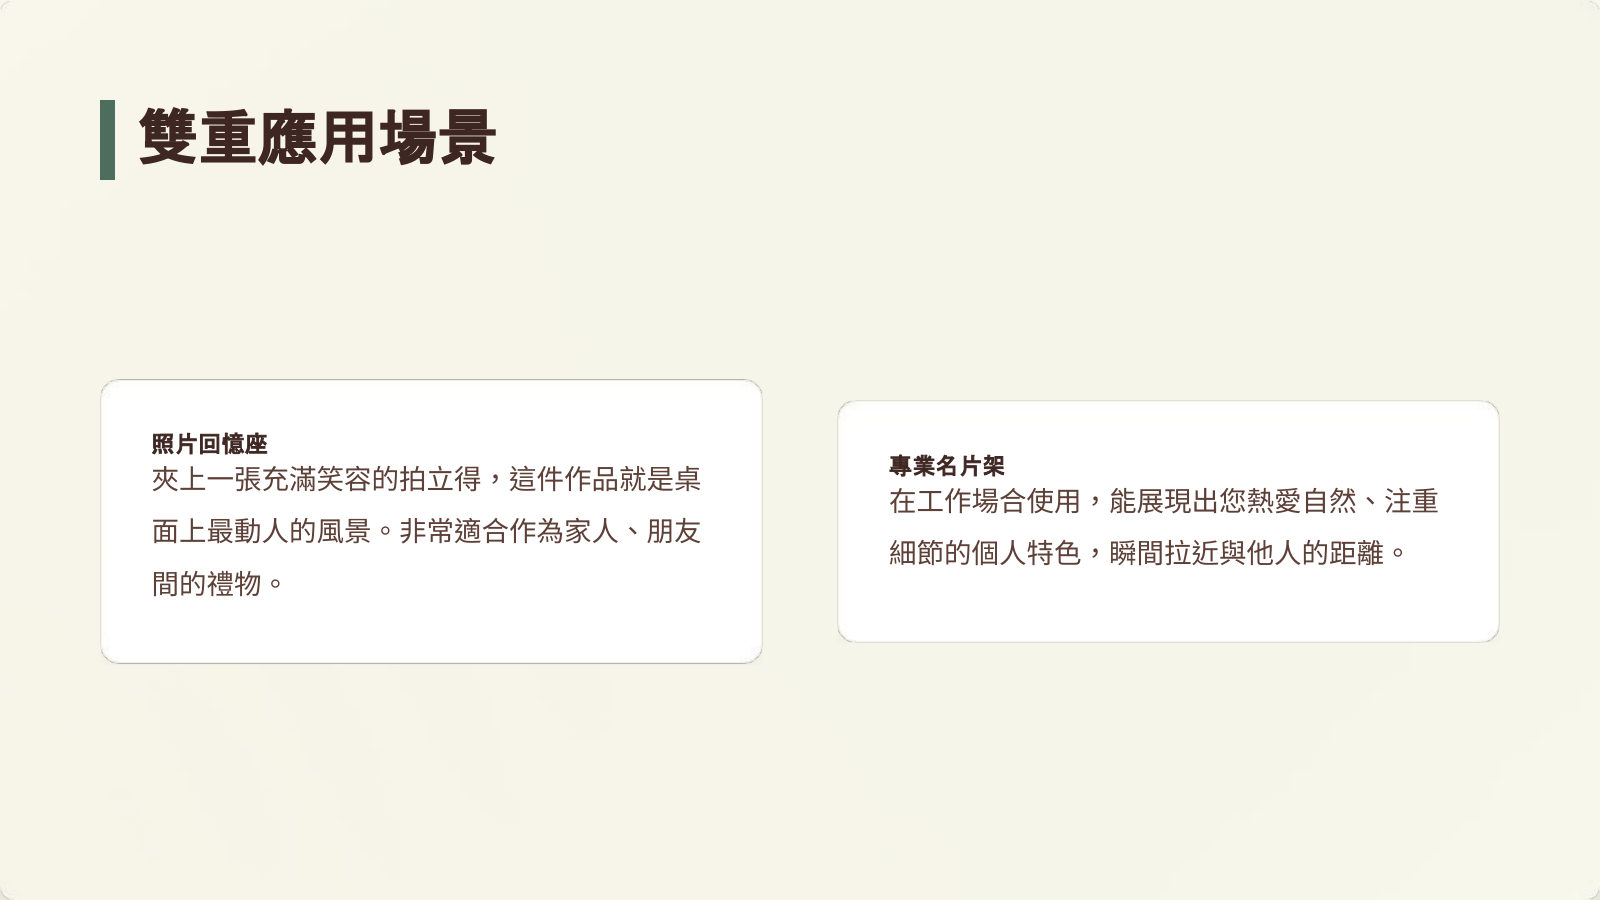 雙重應用場景
照片回憶座
夾上一張充滿笑容的拍立得，這件作品就是桌
面上最動人的風景。非常適合作為家人、朋友
間的禮物。
專業名片架
在工作場合使用，能展現出您熱愛自然、注重
細節的個人特色，瞬間拉近與他人的距離。